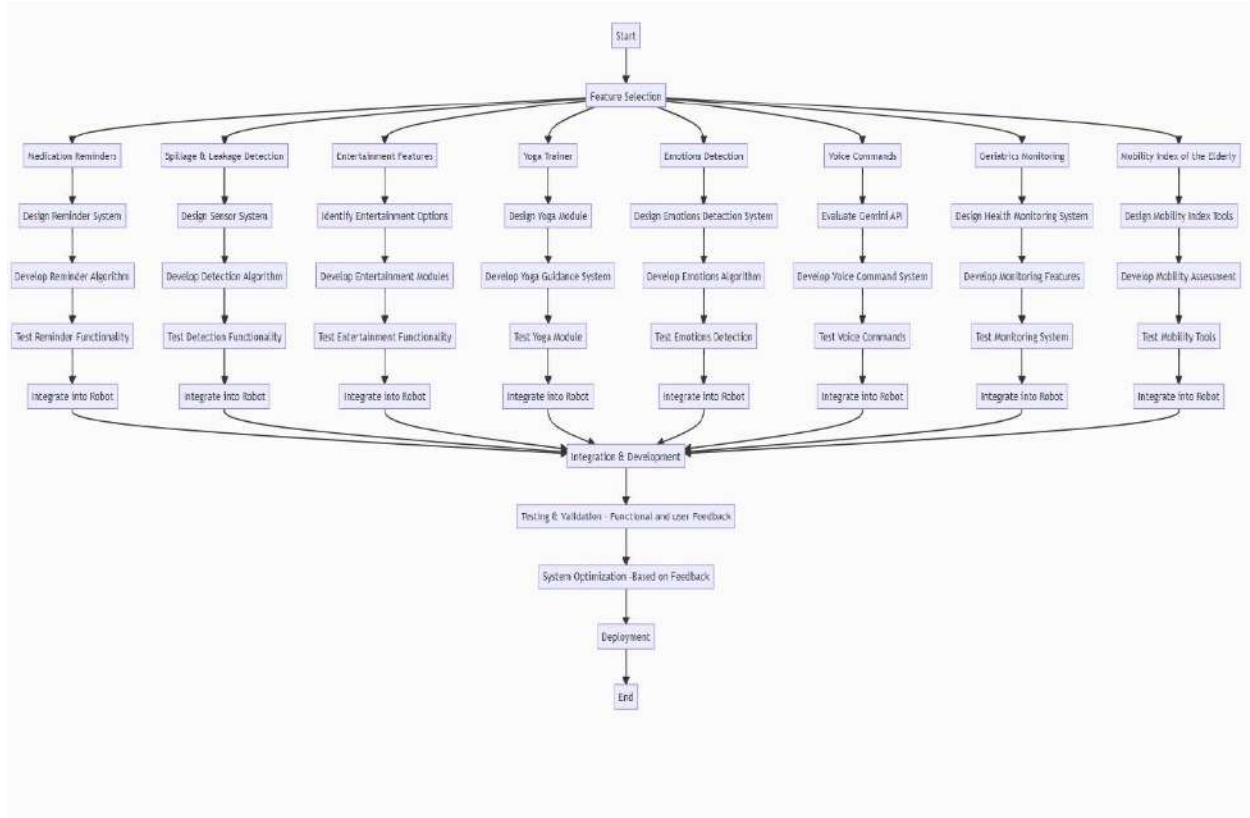 Start
Feature Selection
Medication Reminders
Spillage & Leakage Detection
Entertainment Features
Yoga Trainer
Emotions Detection
Voice Commands
Geriatrics Monitoring
Mobility Index of the Elderly
Design Reminder System
Design Sensor System
Identify Entertainment Options
Design Yoga Module
Design Emotions Detection System
Evaluate Gemini API
Design Health Monitoring System
Design Mobility Index Tools
Develop Reminder Algorithm
Develop Detection Algorithm
Develop Entertainment Modules
Develop Yoga Guidance System
Develop Emotions Algorithm
Develop Voice Command System
Develop Monitoring Features
Develop Mobility Assessment
Test Reminder Functionality
Test Detection Functionality
Test Entertainment Functionality
Test Yoga Module
Test Emotions Detection
Test Voice Commands
Test Monitoring System
Test Mobility Tools
Integrate into Robot
Integrate into Robot
Integrate into Robot
Integrate into Robot
Integrate into Robot
Integrate into Robot
Integrate into Robot
Integrate into Robot
Integration & Development
Testing & Validation - Functional and user Feedback
System Optimization -Based on Feedback
Deployment
End